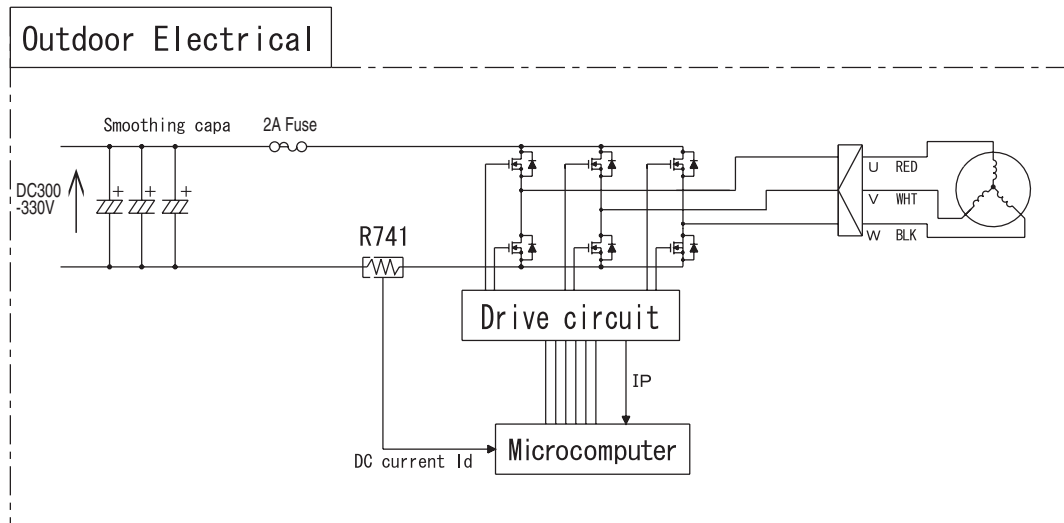 Outdoor Electrical
Smoothing capa
2A Fuse
DC300
-330V
+
+
+
U RED
V WHT
W BLK
R741
Drive circuit
IP
Microcomputer
DC current Id